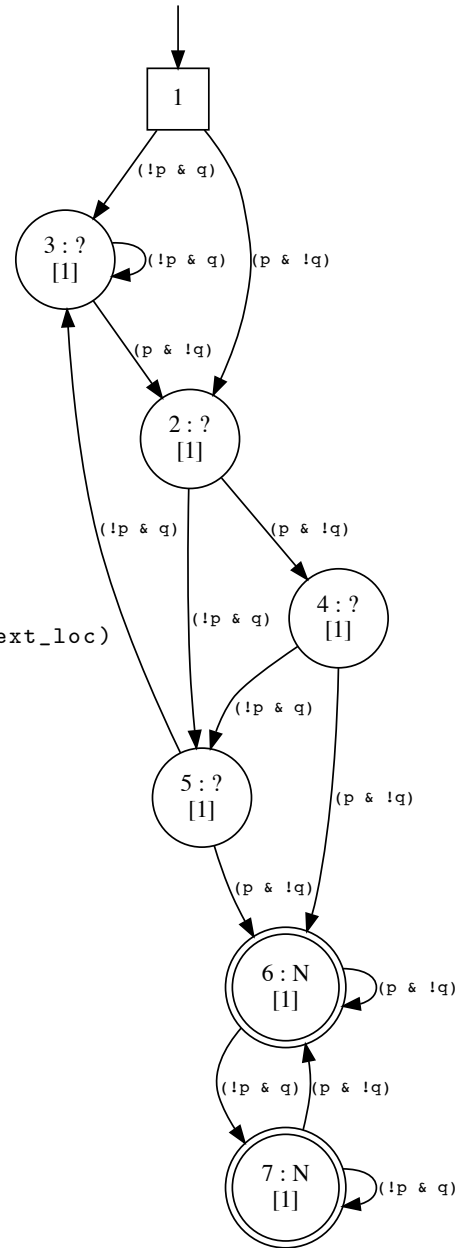 1
(!p & q)
3 : ?
[1]
(!p & q)
(p & !q)
(p & !q)
2 : ?
[1]
(!p & q)
(p & !q)
4 : ?
[1]
(!p & q)
ext_loc)
(!p & q)
5 : ?
[1]
(p & !q)
(p & !q)
6 : N
[1]
(p & !q)
(!p & q)
(p & !q)
7 : N
[1]
(!p & q)